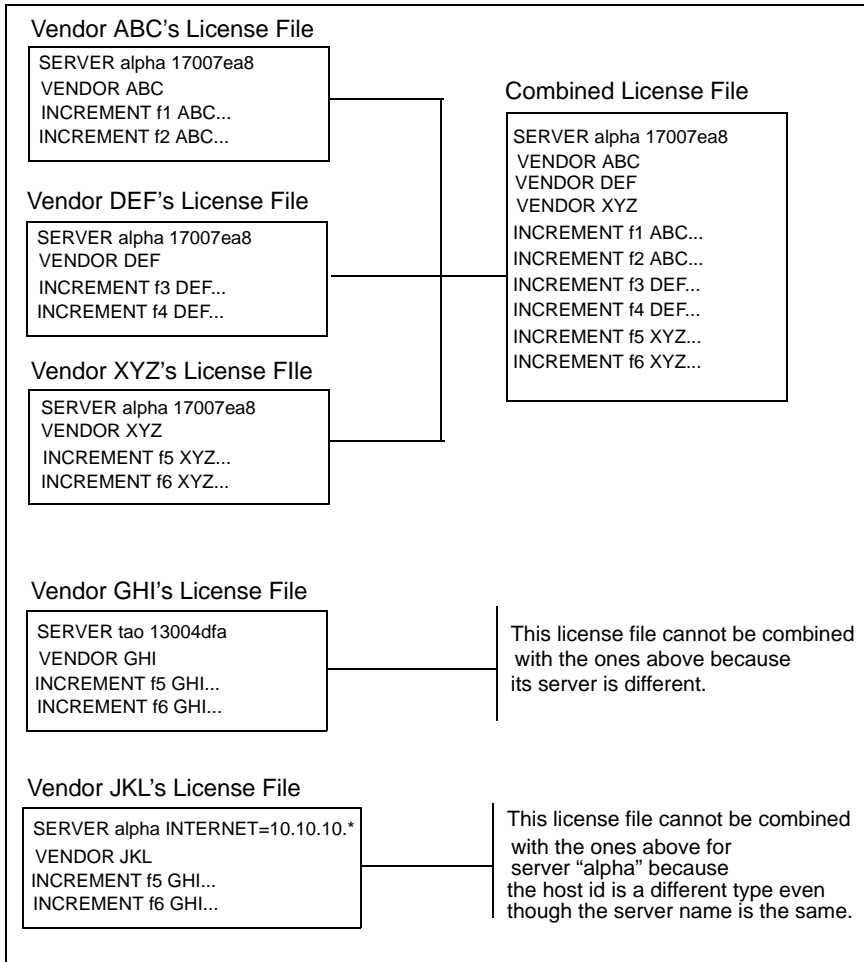 Vendor ABC's License File
SERVER alpha 17007ea8
VENDOR ABC
INCREMENT f1 ABC...
INCREMENT f2 ABC...
Vendor DEF's License File
SERVER alpha 17007ea8
VENDOR DEF
INCREMENT f3 DEF...
INCREMENT f4 DEF...
Vendor XYZ's License FIle
SERVER alpha 17007ea8
VENDOR XYZ
INCREMENT f5 XYZ...
INCREMENT f6 XYZ...
Combined License File
SERVER alpha 17007ea8
VENDOR ABC
VENDOR DEF
VENDOR XYZ
INCREMENT f1 ABC...
INCREMENT f2 ABC...
INCREMENT f3 DEF...
INCREMENT f4 DEF...
INCREMENT f5 XYZ...
INCREMENT f6 XYZ...
Vendor GHI's License File
SERVER tao 13004dfa
VENDOR GHI
INCREMENT f5 GHI...
INCREMENT f6 GHI...
This license file cannot be combined
with the ones above because
its server is different.
Vendor JKL's License File
SERVER alpha INTERNET=10.10.10.*
VENDOR JKL
INCREMENT f5 GHI...
INCREMENT f6 GHI...
This license file cannot be combined
with the ones above for
server “alpha” because
the host id is a different type even
though the server name is the same.